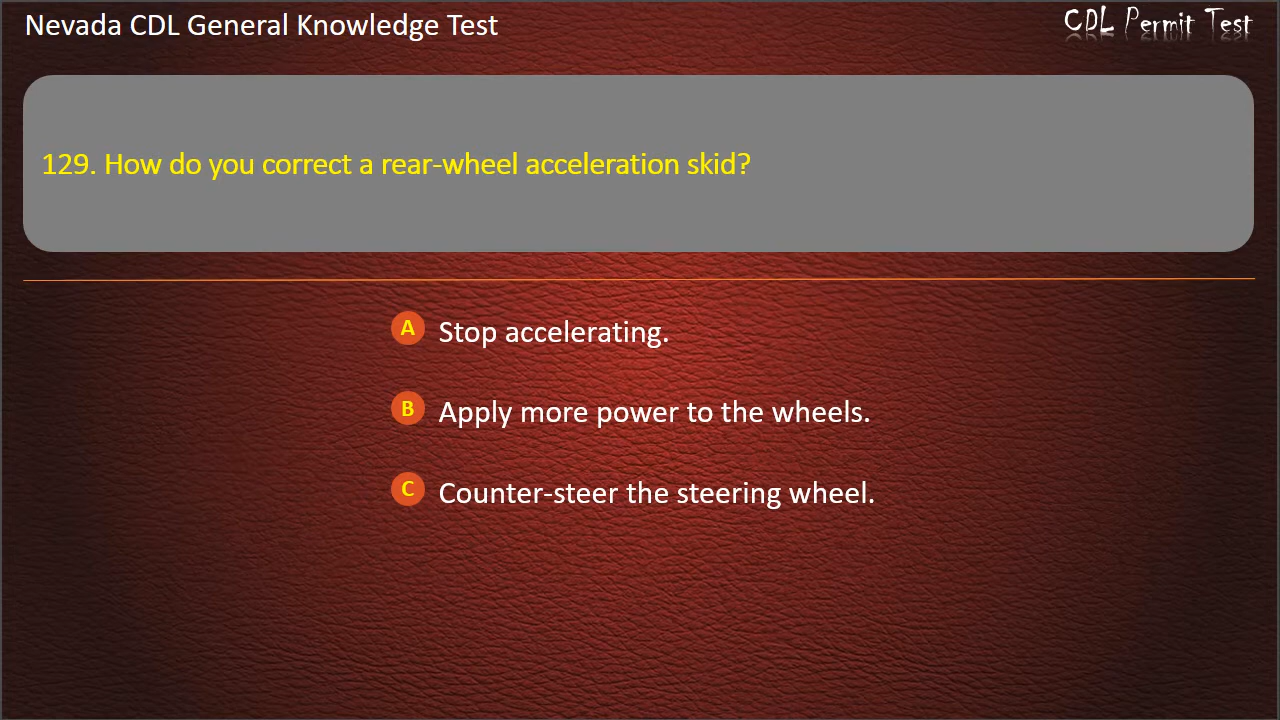 Nevada CDL General Knowledge Test
CDL Permit Test
129. How do you correct a rear-wheel acceleration skid?
A Stop accelerating.
B Apply more power to the wheels.
C Counter-steer the steering wheel.